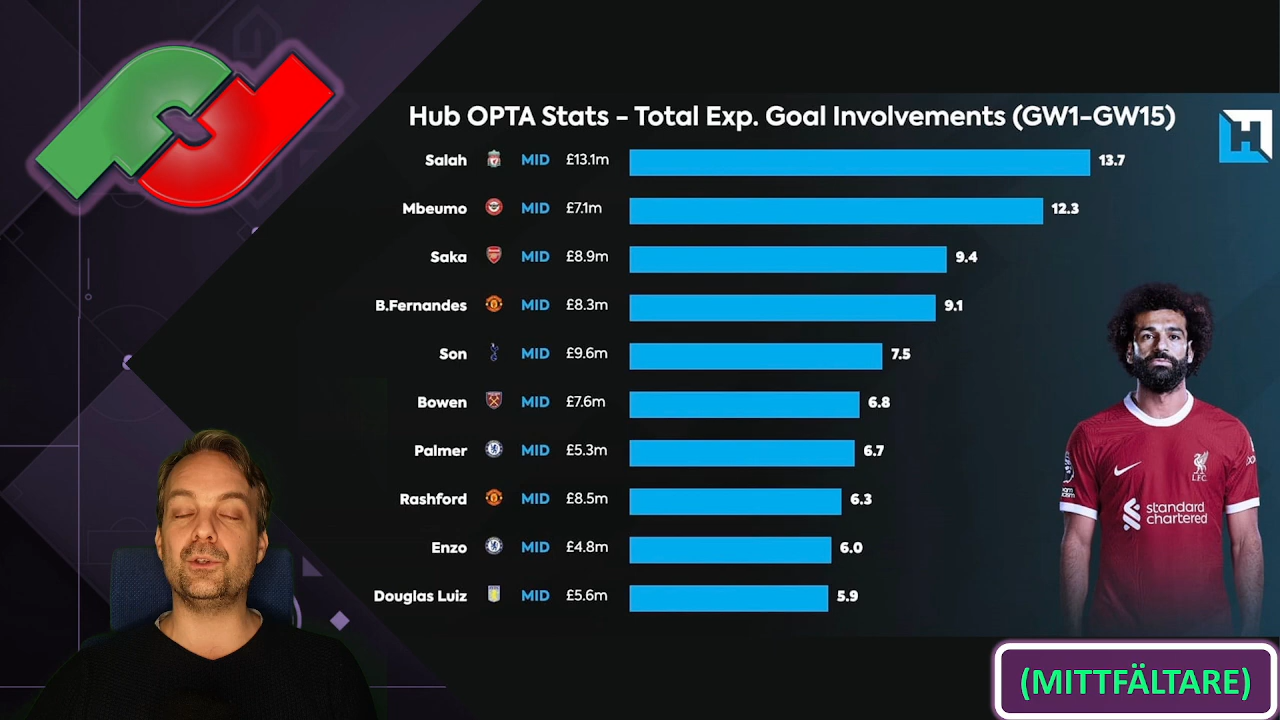 Hub OPTA Stats - Total Exp. Goal Involvements (GW1-GW15)
Salah MID £13.1m 13.7
Mbeumo MID £7.1m 12.3
Saka MID £8.9m 9.4
B.Fernandes MID £8.3m 9.1
Son MID £9.6m 7.5
Bowen MID £7.6m 6.8
Palmer MID £5.3m 6.7
Rashford MID £8.5m 6.3
Enzo MID £4.8m 6.0
Douglas Luiz MID £5.6m 5.9
H
L.F.C.
standard
chartered
(MITTFÄLTARE)